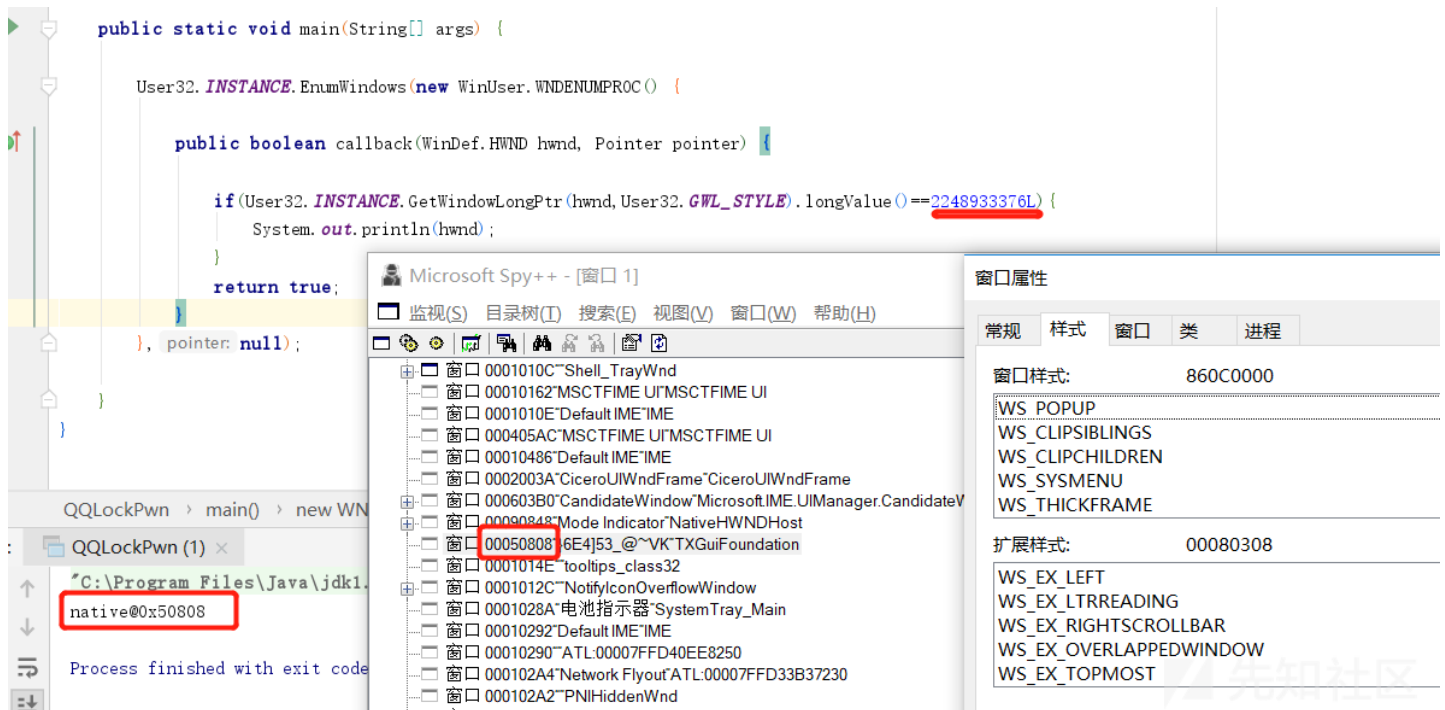 public static void main(String[] args) {
User32.INSTANCE.EnumWindows(new WinUser.WNDENUMPROC() {
public boolean callback(WinDef.HWND hwnd, Pointer pointer) {
if(User32.INSTANCE.GetWindowLongPtr(hwnd,User32.GWL_STYLE).longValue()==2248933376L){
System.out.println(hwnd);
}
return true;
}
}, pointer: null);
}
}
QQLockPwn › main() › new WN
: QQLockPwn (1) ×
"C:\Program Files\Java\jdk1.
native@0x50808
Process finished with exit code
Microsoft Spy++ - [窗口 1]
监视(S) 目录树(T) 搜索(E) 视图(V) 窗口(W) 帮助(H)
窗口 0001010C""Shell_TrayWnd
窗口 00010162"MSCTFIME UI"MSCTFIME UI
窗口 0001010E"Default IME"IME
窗口 000405AC"MSCTFIME UI"MSCTFIME UI
窗口 00010486"Default IME"IME
窗口 0002003A"CiceroUIWndFrame"CiceroUIWndFrame
窗口 000603B0"CandidateWindow"Microsoft.IME.UIManager.CandidateW
窗口 00090848"Mode Indicator"NativeHWNDHost
窗口 00050808"}6E4]53_@~VK"TXGuiFoundation
窗口 0001014E""tooltips_class32
窗口 0001012C""NotifyIconOverflowWindow
窗口 0001028A"电池指示器"SystemTray_Main
窗口 00010292"Default IME"IME
窗口 00010290""ATL:00007FFD40EE8250
窗口 000102A4"Network Flyout"ATL:00007FFD33B37230
窗口 000102A2""PNIHiddenWnd
窗口属性
常规 样式 窗口 类 进程
窗口样式: 860C0000
WS_POPUP
WS_CLIPSIBLINGS
WS_CLIPCHILDREN
WS_SYSMENU
WS_THICKFRAME
扩展样式: 00080308
WS_EX_LEFT
WS_EX_LTRREADING
WS_EX_RIGHTSCROLLBAR
WS_EX_OVERLAPPEDWINDOW
WS_EX_TOPMOST
先知社区